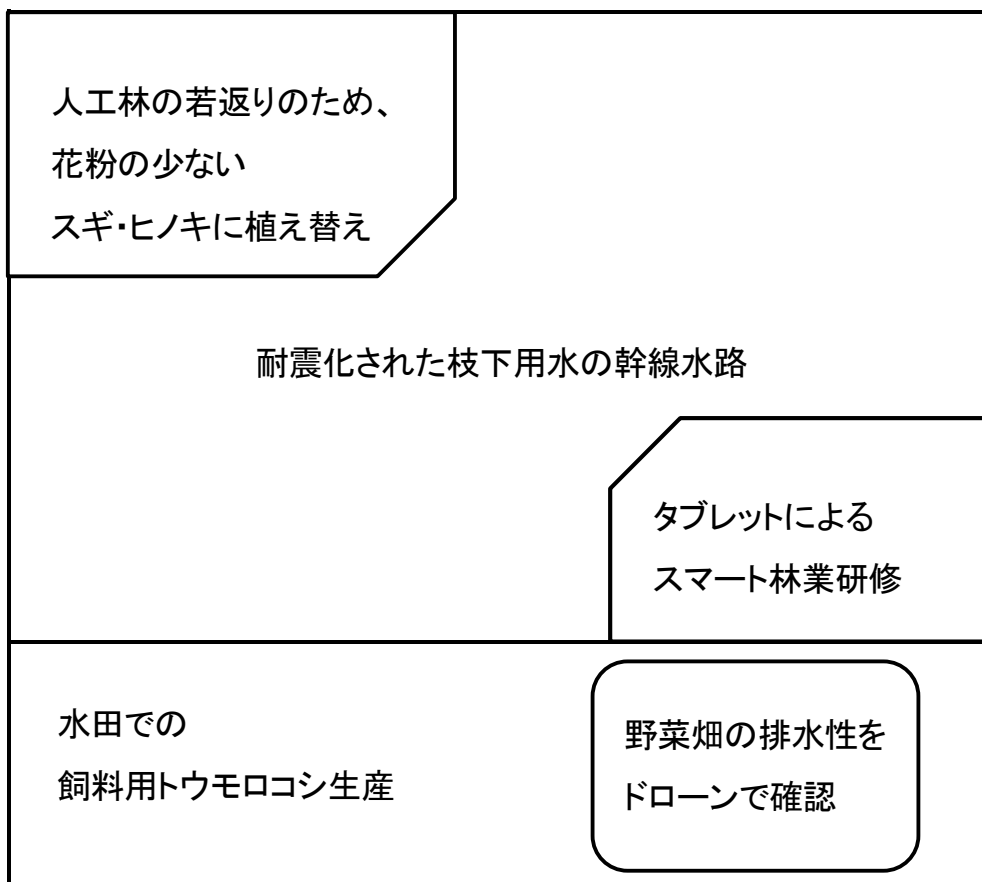 人工林の若返りのため、
花粉の少ない
スギ・ヒノキに植え替え
耐震化された枝下用水の幹線水路
タブレットによる
スマート林業研修
水田での
飼料用トウモロコシ生産
野菜畑の排水性を
ドローンで確認